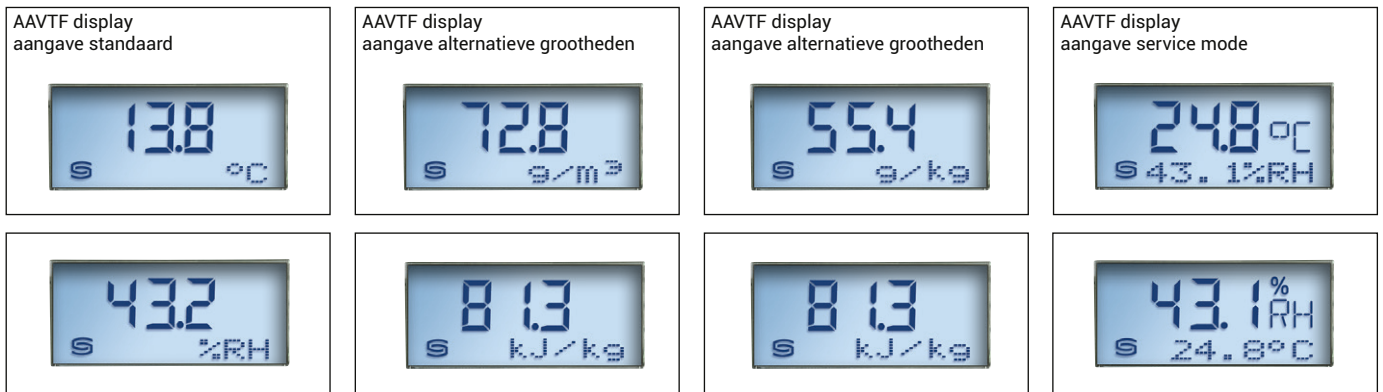 AAVTF display
aangave standaard
13.8
°C
AAVTF display
aangave alternatieve grootheden
72.8
g/m³
AAVTF display
aangave alternatieve grootheden
55.4
g/kg
AAVTF display
aangave service mode
24.8 °C
43.1%RH
43.2
%RH
81.3
kJ/kg
81.3
kJ/kg
43.1 %RH
24.8°C